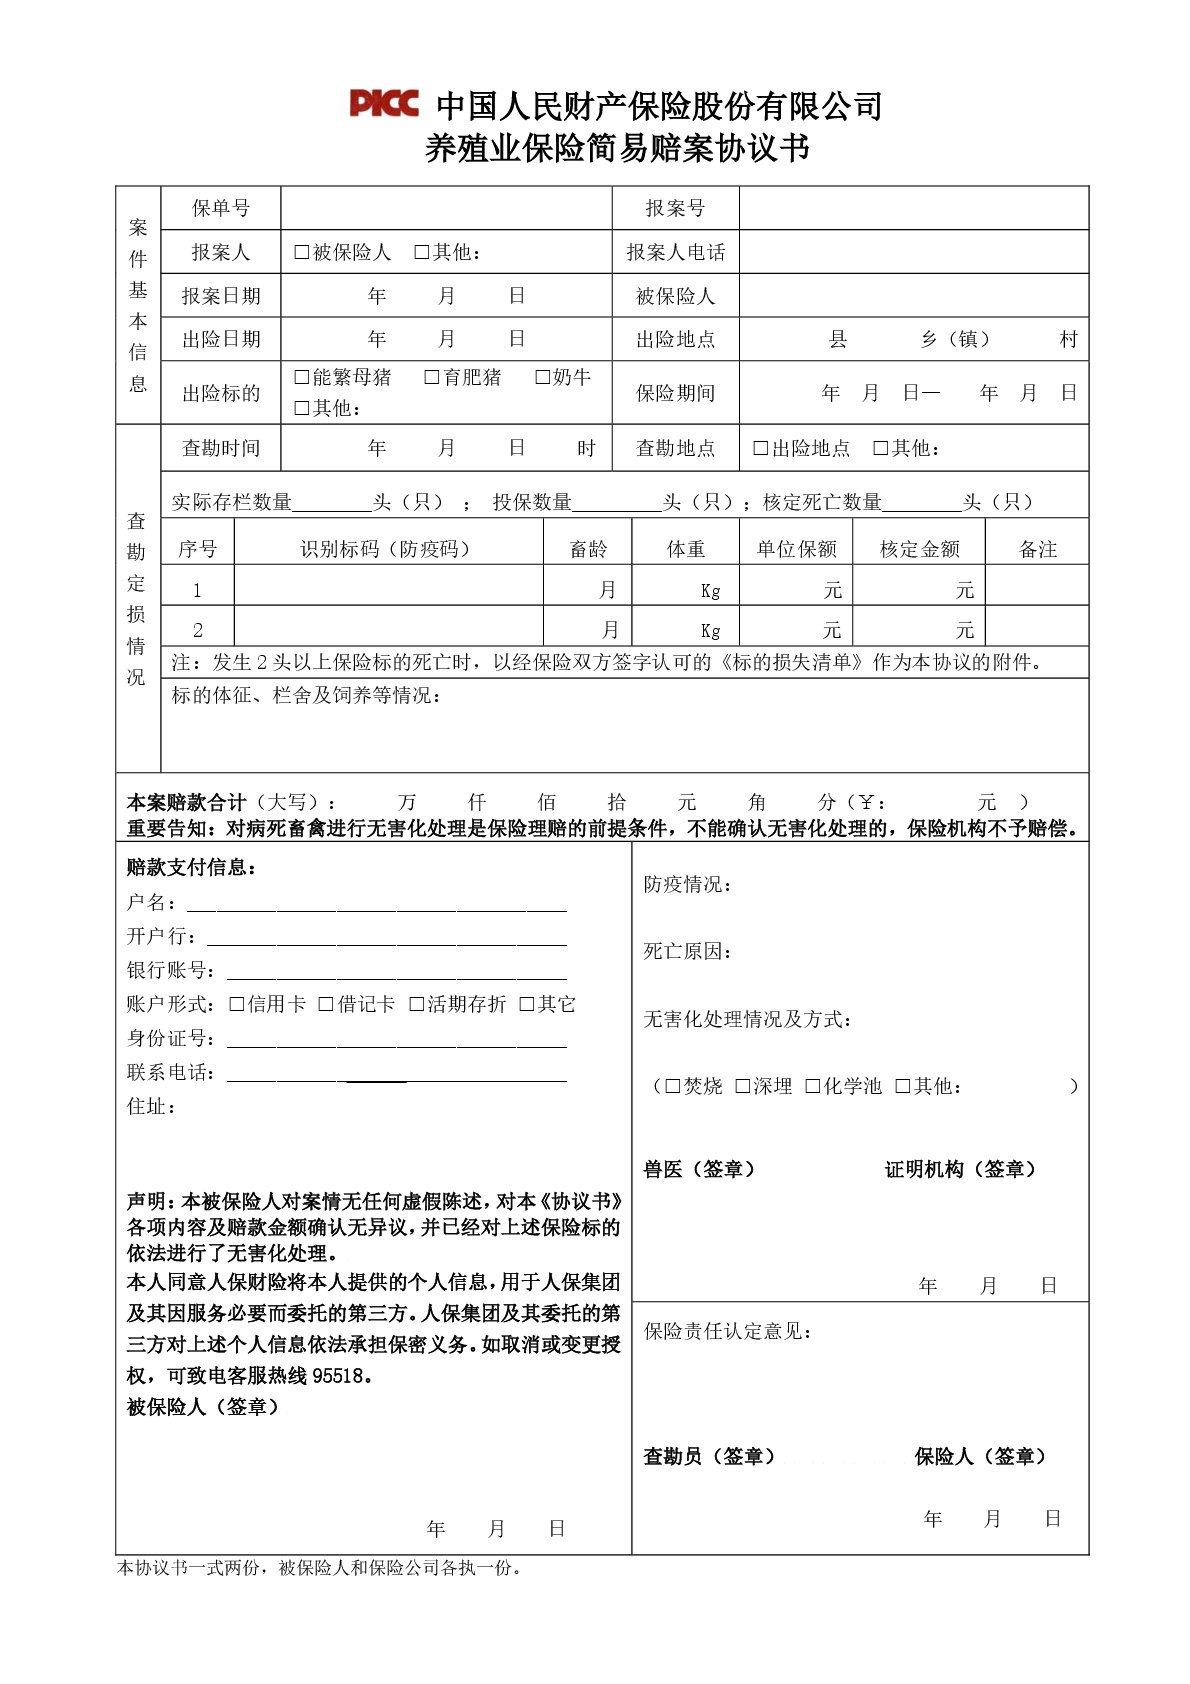 PICC 中国人民财产保险股份有限公司
养殖业保险简易赔案协议书
案件基本信息
保单号 报案号
报案人 □被保险人 □其他： 报案人电话
报案日期 年 月 日 被保险人
出险日期 年 月 日 出险地点 县 乡（镇） 村
出险标的 □能繁母猪 □育肥猪 □奶牛
□其他：
保险期间 年 月 日— 年 月 日
查勘定损情况
查勘时间 年 月 日 时 查勘地点 □出险地点 □其他：
实际存栏数量________头（只） ； 投保数量_________头（只）；核定死亡数量________头（只）
序号 识别标码（防疫码） 畜龄 体重 单位保额 核定金额 备注
1 月 Kg 元 元
2 月 Kg 元 元
注：发生 2 头以上保险标的死亡时，以经保险双方签字认可的《标的损失清单》作为本协议的附件。
标的体征、栏舍及饲养等情况：
本案赔款合计（大写）： 万 仟 佰 拾 元 角 分（￥： 元 ）
重要告知：对病死畜禽进行无害化处理是保险理赔的前提条件，不能确认无害化处理的，保险机构不予赔偿。
赔款支付信息：
户名：______________________________________
开户行：____________________________________
银行账号：__________________________________
账户形式：□信用卡 □借记卡 □活期存折 □其它
身份证号：__________________________________
联系电话：__________________________________
住址：
声明：本被保险人对案情无任何虚假陈述，对本《协议书》
各项内容及赔款金额确认无异议，并已经对上述保险标的
依法进行了无害化处理。
本人同意人保财险将本人提供的个人信息，用于人保集团
及其因服务必要而委托的第三方。人保集团及其委托的第
三方对上述个人信息依法承担保密义务。如取消或变更授
权，可致电客服热线 95518。
被保险人（签章）
年 月 日
防疫情况：
死亡原因：
无害化处理情况及方式：
（□焚烧 □深埋 □化学池 □其他： ）
兽医（签章） 证明机构（签章）
年 月 日
保险责任认定意见：
查勘员（签章） 保险人（签章）
年 月 日
本协议书一式两份，被保险人和保险公司各执一份。